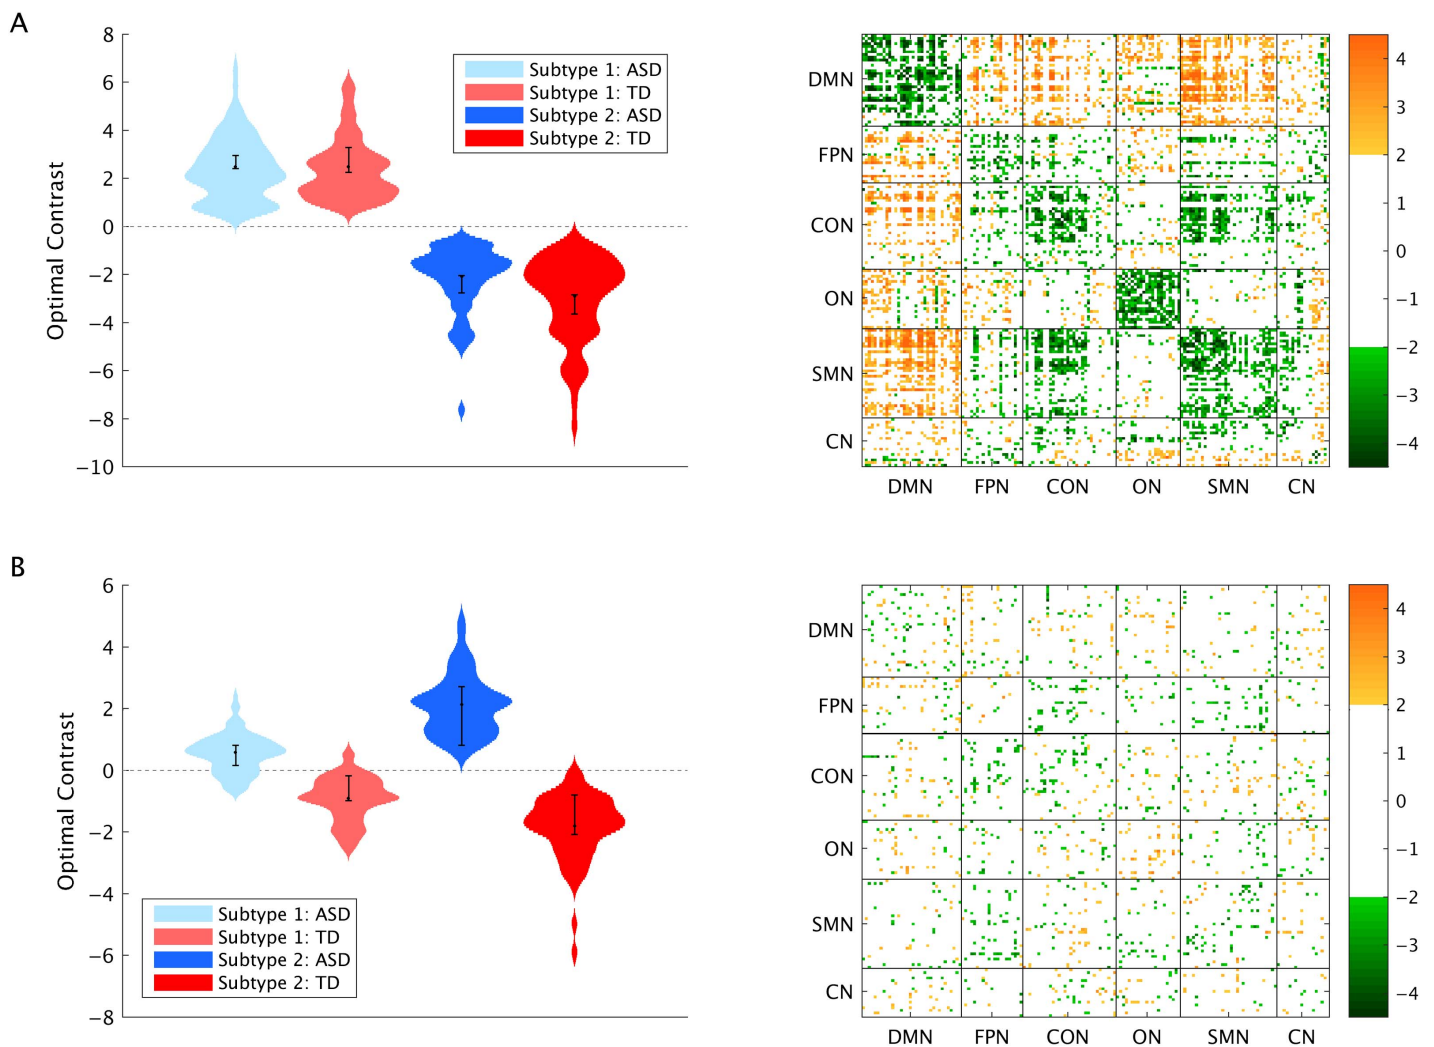 A
8
6
4
2
0
−2
−4
−6
−8
−10
Optimal Contrast
Subtype 1: ASD
Subtype 1: TD
Subtype 2: ASD
Subtype 2: TD
DMN
FPN
CON
ON
SMN
CN
DMN FPN CON ON SMN CN
4
3
2
1
0
−1
−2
−3
−4
B
6
4
2
0
−2
−4
−6
−8
Optimal Contrast
Subtype 1: ASD
Subtype 1: TD
Subtype 2: ASD
Subtype 2: TD
DMN
FPN
CON
ON
SMN
CN
DMN FPN CON ON SMN CN
4
3
2
1
0
−1
−2
−3
−4